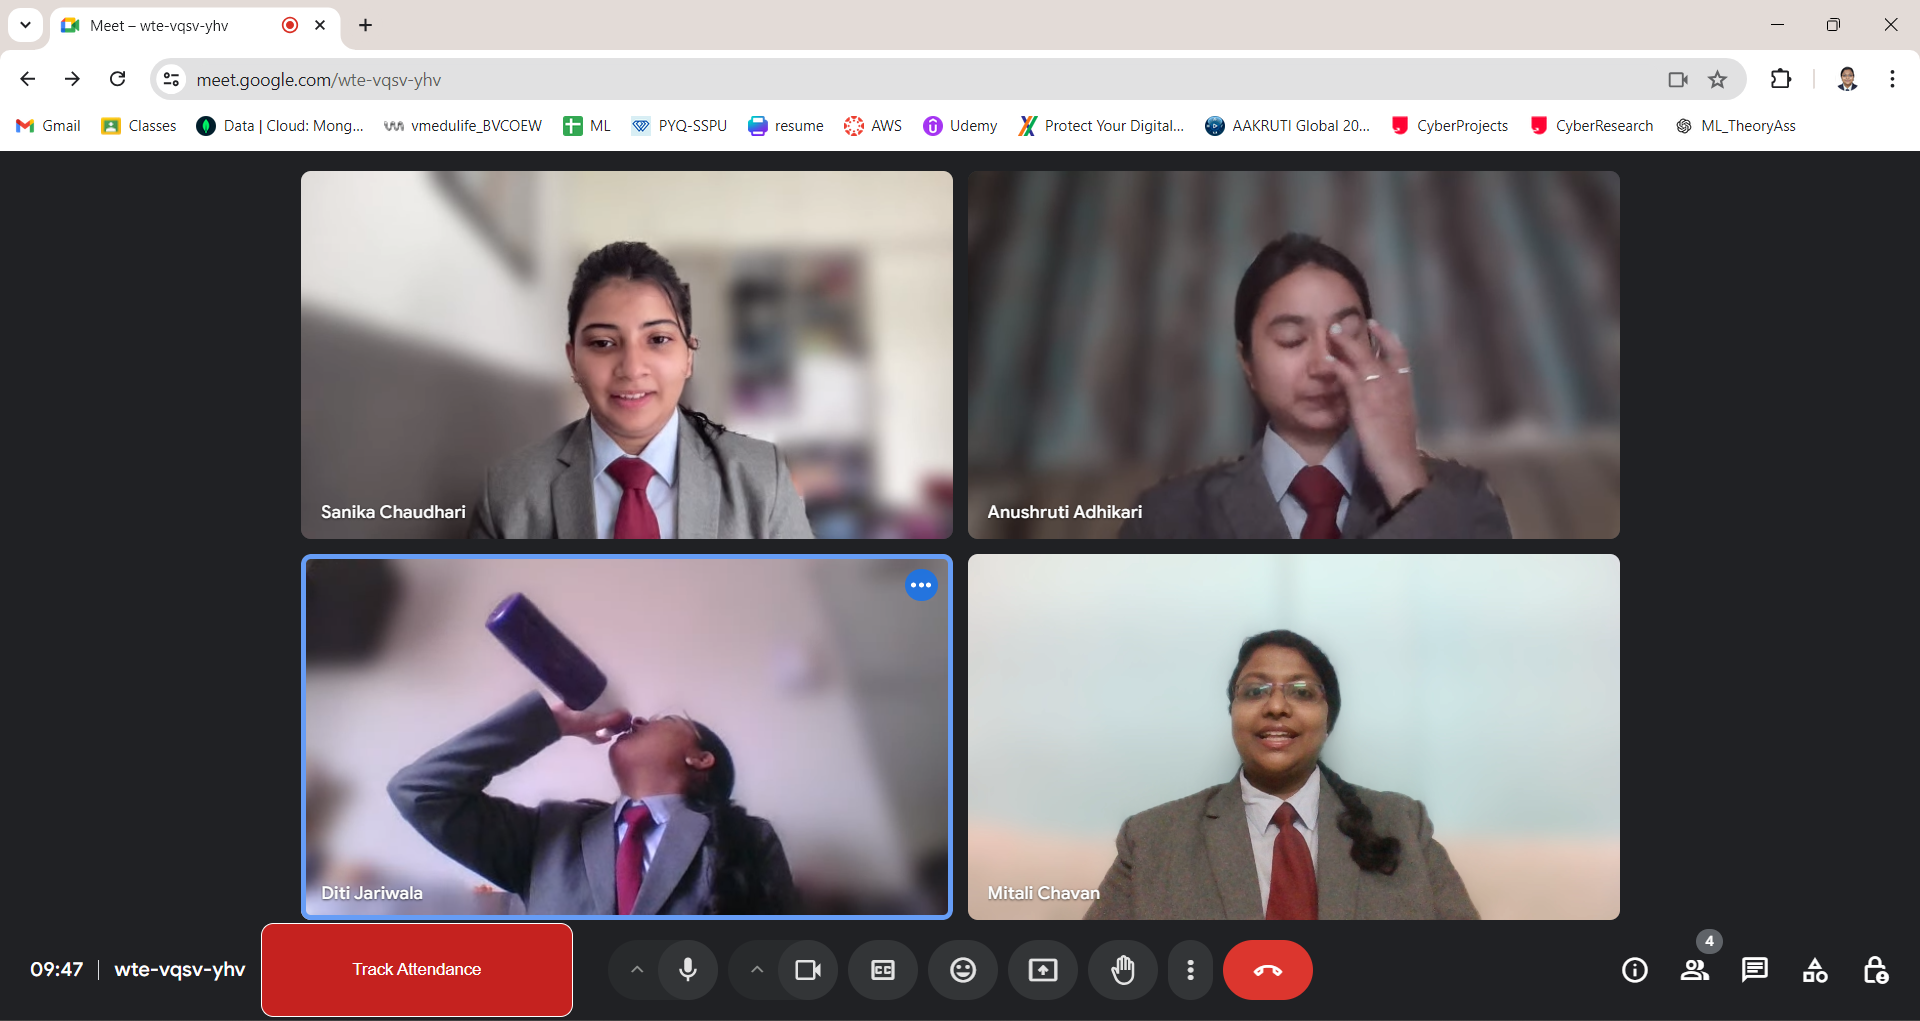 Meet – wte-vqsv-yhv
meet.google.com/wte-vqsv-yhv
Gmail
Classes
Data | Cloud: Mong...
vmedulife_BVCOEW
ML
PYQ-SSPU
resume
AWS
Udemy
Protect Your Digital...
AAKRUTI Global 20...
CyberProjects
CyberResearch
ML_TheoryAss
Sanika Chaudhari
Anushruti Adhikari
Diti Jariwala
Mitali Chavan
09:47
wte-vqsv-yhv
Track Attendance
CC
4